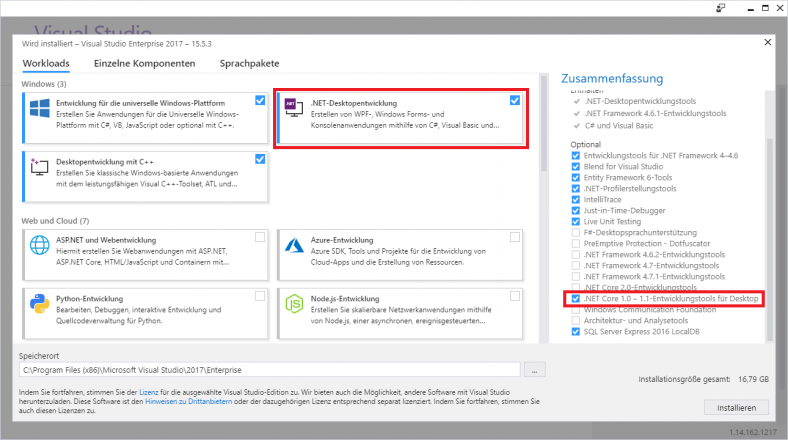 Visual Studio
Wird installiert – Visual Studio Enterprise 2017 – 15.5.3
Workloads
Einzelne Komponenten
Sprachpakete
Windows (3)
Entwicklung für die universelle Windows-Plattform
Erstellen Sie Anwendungen für die Universelle Windows-
Plattform mit C#, VB, JavaScript oder optional mit C++.
.NET
.NET-Desktopentwicklung
Erstellen von WPF-, Windows Forms- und
Konsolenanwendungen mithilfe von C#, Visual Basic und...
Desktopentwicklung mit C++
Erstellen Sie klassische Windows-basierte Anwendungen
mit dem leistungsfähigen Visual C++-Toolset, ATL und...
Web und Cloud (7)
ASP.NET und Webentwicklung
Hiermit erstellen Sie Webanwendungen mit ASP.NET,
ASP.NET Core, HTML/JavaScript und Containern mit...
Azure-Entwicklung
Azure SDK, Tools und Projekte für die Entwicklung von
Cloud-Apps und die Erstellung von Ressourcen.
Python-Entwicklung
Bearbeiten, Debuggen, interaktive Entwicklung und
Quellcodeverwaltung für Python.
Node.js-Entwicklung
Erstellen Sie skalierbare Netzwerkanwendungen mithilfe
von Node.js, einer asynchronen, ereignisgesteuerten...
Zusammenfassung
Enthalten
.NET-Desktopentwicklungstools
.NET Framework 4.6.1-Entwicklungstools
C# und Visual Basic
Optional
Entwicklungstools für .NET Framework 4–4.6
Blend for Visual Studio
Entity Framework 6-Tools
.NET-Profilerstellungstools
IntelliTrace
Just-in-Time-Debugger
Live Unit Testing
F#-Desktopsprachunterstützung
PreEmptive Protection - Dotfuscator
.NET Framework 4.6.2-Entwicklungstools
.NET Framework 4.7-Entwicklungstools
.NET Framework 4.7.1-Entwicklungstools
.NET Core 2.0-Entwicklungstools
.NET Core 1.0 – 1.1-Entwicklungstools für Desktop
Windows Communication Foundation
Architektur- und Analysetools
SQL Server Express 2016 LocalDB
Speicherort
C:\Program Files (x86)\Microsoft Visual Studio\2017\Enterprise
...
Installationsgröße gesamt: 16,79 GB
Indem Sie fortfahren, stimmen Sie der Lizenz für die ausgewählte Visual Studio-Edition zu. Wir bieten auch die Möglichkeit, andere Software mit Visual Studio
herunterzuladen. Diese Software ist den Hinweisen zu Drittanbietern oder der dazugehörigen Lizenz entsprechend separat lizenziert. Indem Sie fortfahren, stimmen Sie
auch diesen Lizenzen zu.
Installieren
1.14.162.1217